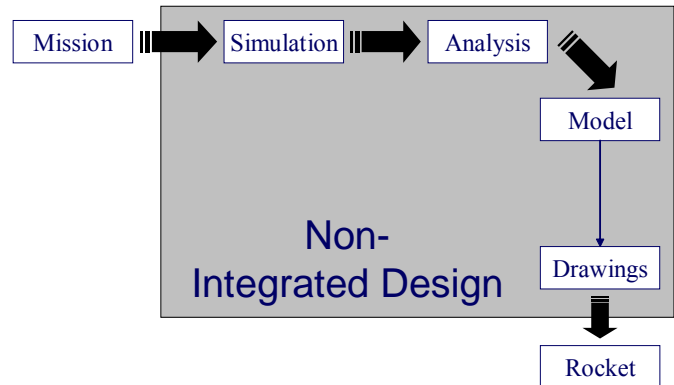 Mission
Simulation
Analysis
Model
Non-
Integrated Design
Drawings
Rocket